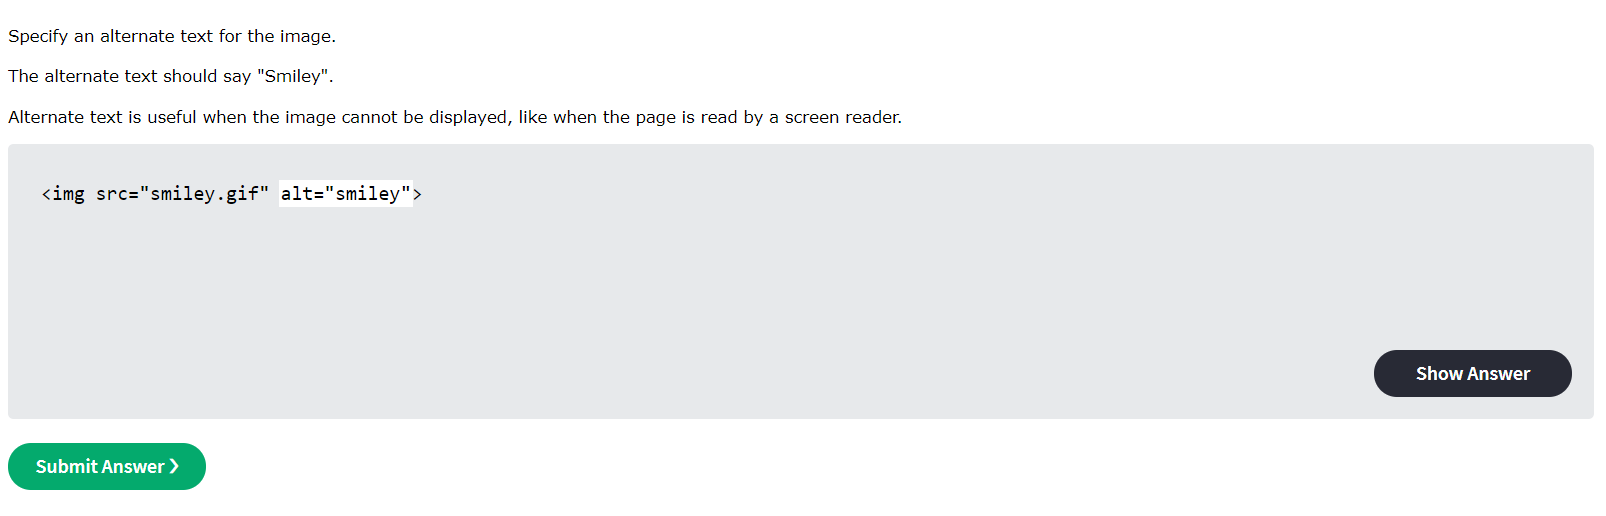 Specify an alternate text for the image.
The alternate text should say "Smiley".
Alternate text is useful when the image cannot be displayed, like when the page is read by a screen reader.
<img src="smiley.gif" alt="smiley">
Show Answer
Submit Answer ❯